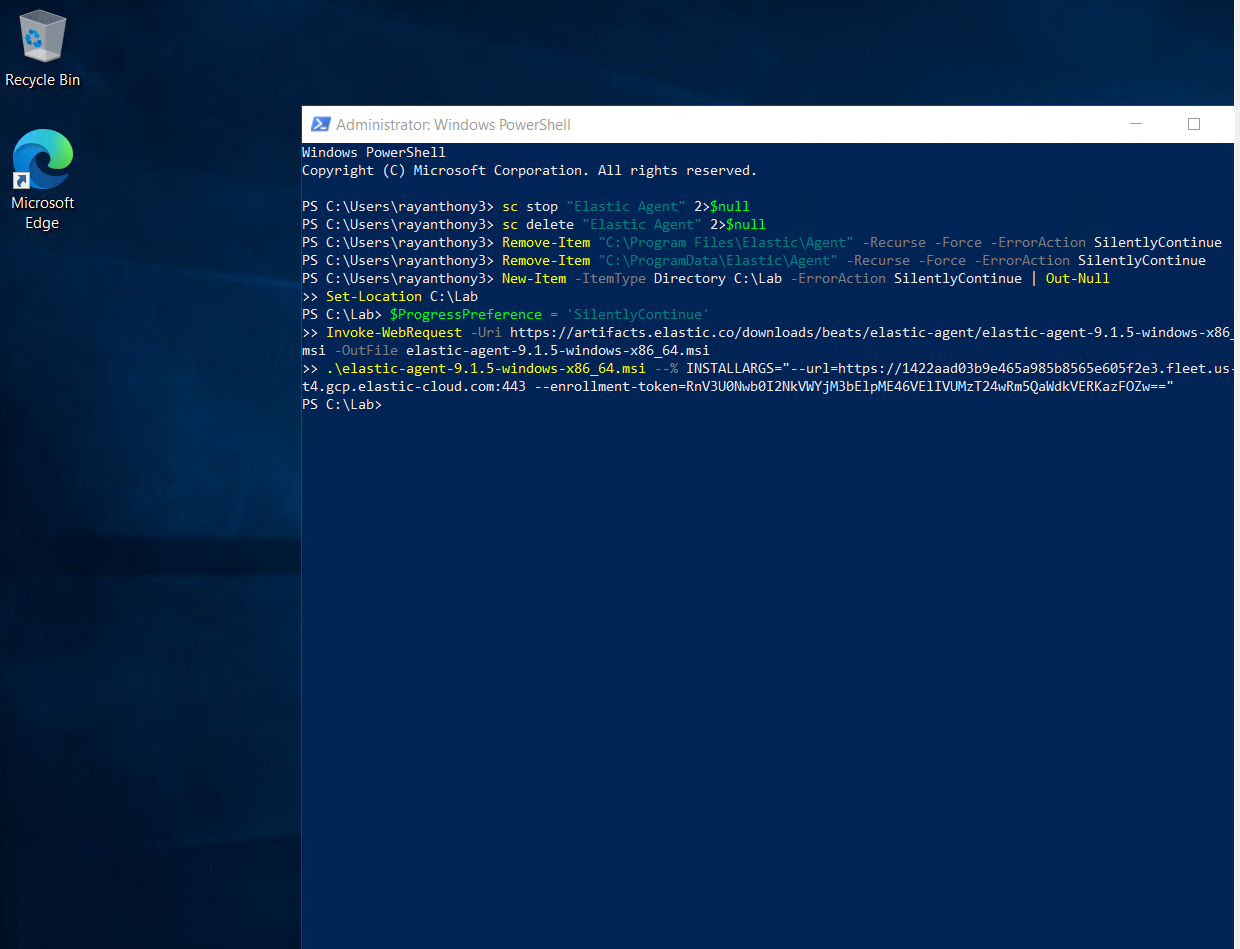 Recycle Bin
Microsoft
Edge
Administrator: Windows PowerShell
Windows PowerShell
Copyright (C) Microsoft Corporation. All rights reserved.
PS C:\Users\rayanthony3> sc stop "Elastic Agent" 2>$null
PS C:\Users\rayanthony3> sc delete "Elastic Agent" 2>$null
PS C:\Users\rayanthony3> Remove-Item "C:\Program Files\Elastic\Agent" -Recurse -Force -ErrorAction SilentlyContinue
PS C:\Users\rayanthony3> Remove-Item "C:\ProgramData\Elastic\Agent" -Recurse -Force -ErrorAction SilentlyContinue
PS C:\Users\rayanthony3> New-Item -ItemType Directory C:\Lab -ErrorAction SilentlyContinue | Out-Null
>> Set-Location C:\Lab
PS C:\Lab> $ProgressPreference = 'SilentlyContinue'
>> Invoke-WebRequest -Uri https://artifacts.elastic.co/downloads/beats/elastic-agent/elastic-agent-9.1.5-windows-x86_
msi -OutFile elastic-agent-9.1.5-windows-x86_64.msi
>> .\elastic-agent-9.1.5-windows-x86_64.msi --% INSTALLARGS="--url=https://1422aad03b9e465a985b8565e605f2e3.fleet.us-
t4.gcp.elastic-cloud.com:443 --enrollment-token=RnV3U0Nwb0I2NkVWYjM3bElpME46VElIVUMzT24wRm5QaWdkVERKazFOZw=="
PS C:\Lab>